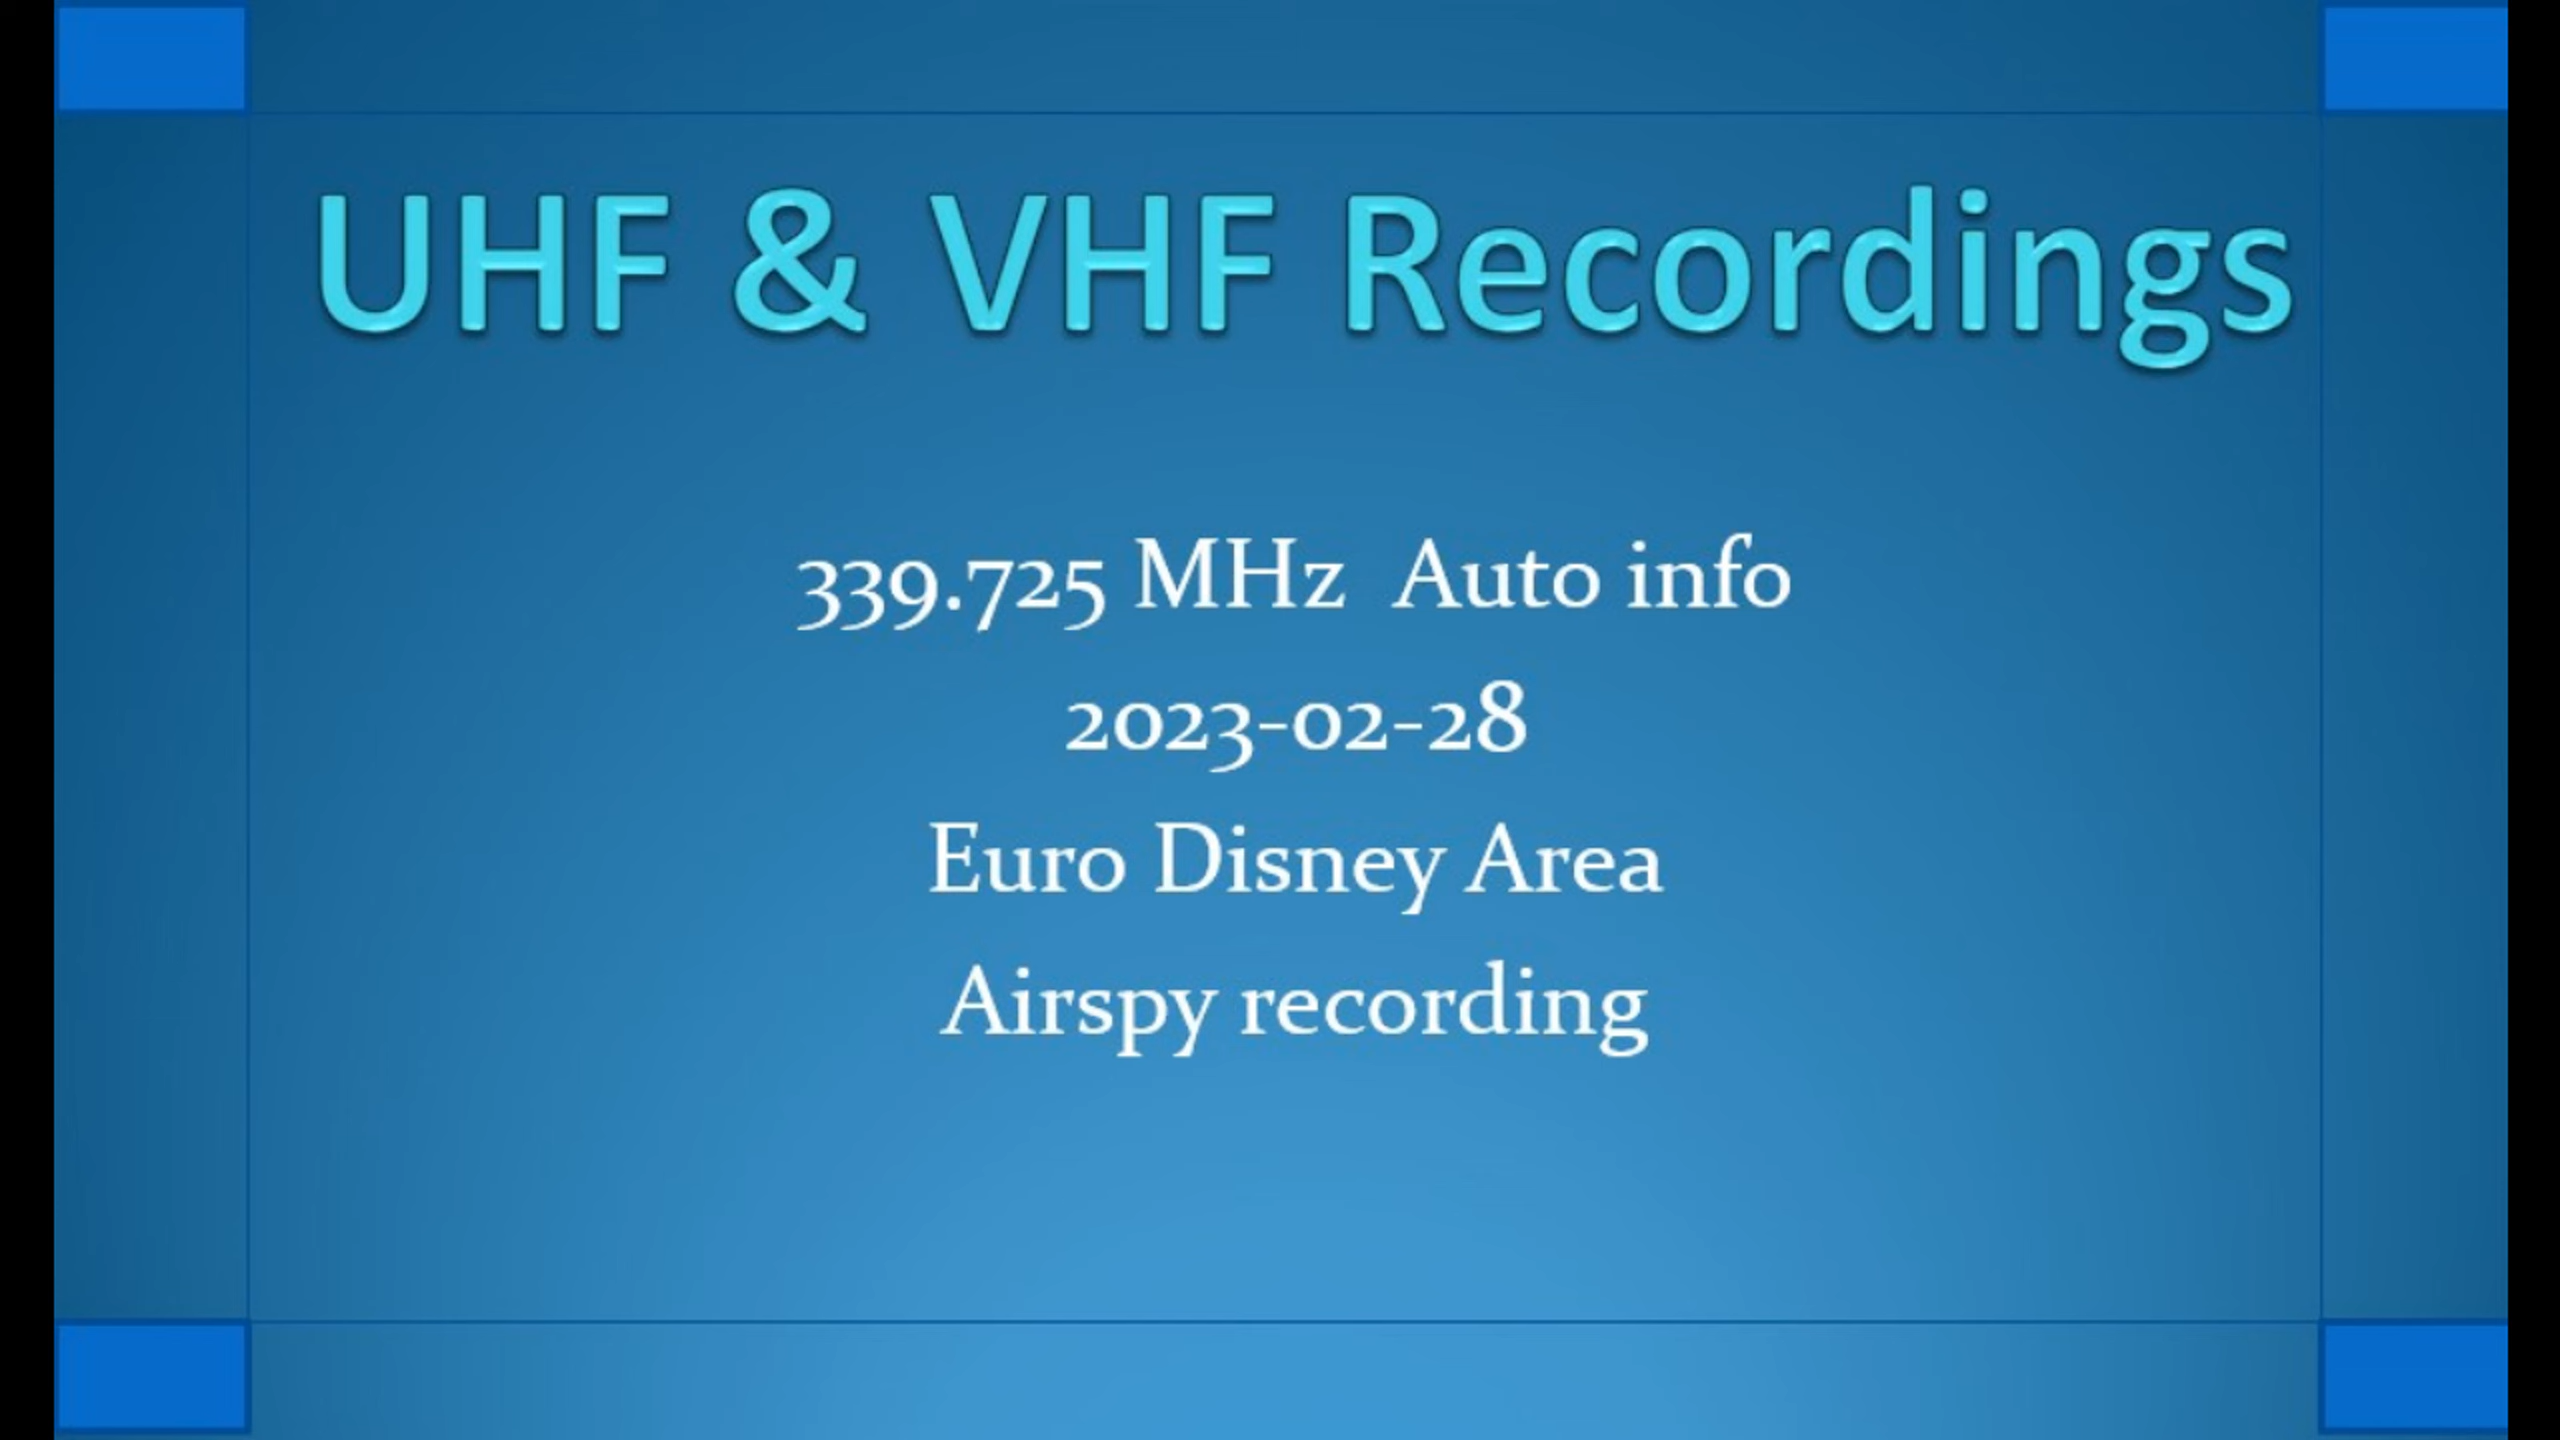 UHF & VHF Recordings
339.725 MHz  Auto info
2023-02-28
Euro Disney Area
Airspy recording